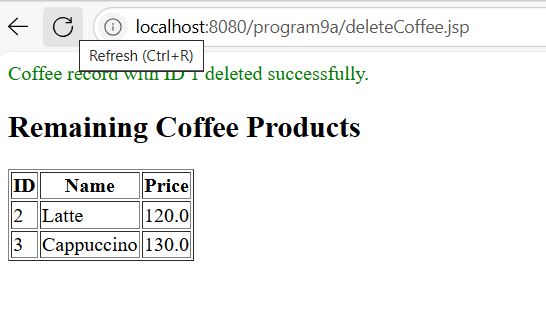 localhost:8080/program9a/deleteCoffee.jsp
Refresh (Ctrl+R)
Coffee record with ID 1 deleted successfully.
Remaining Coffee Products
ID Name Price
2 Latte 120.0
3 Cappuccino 130.0